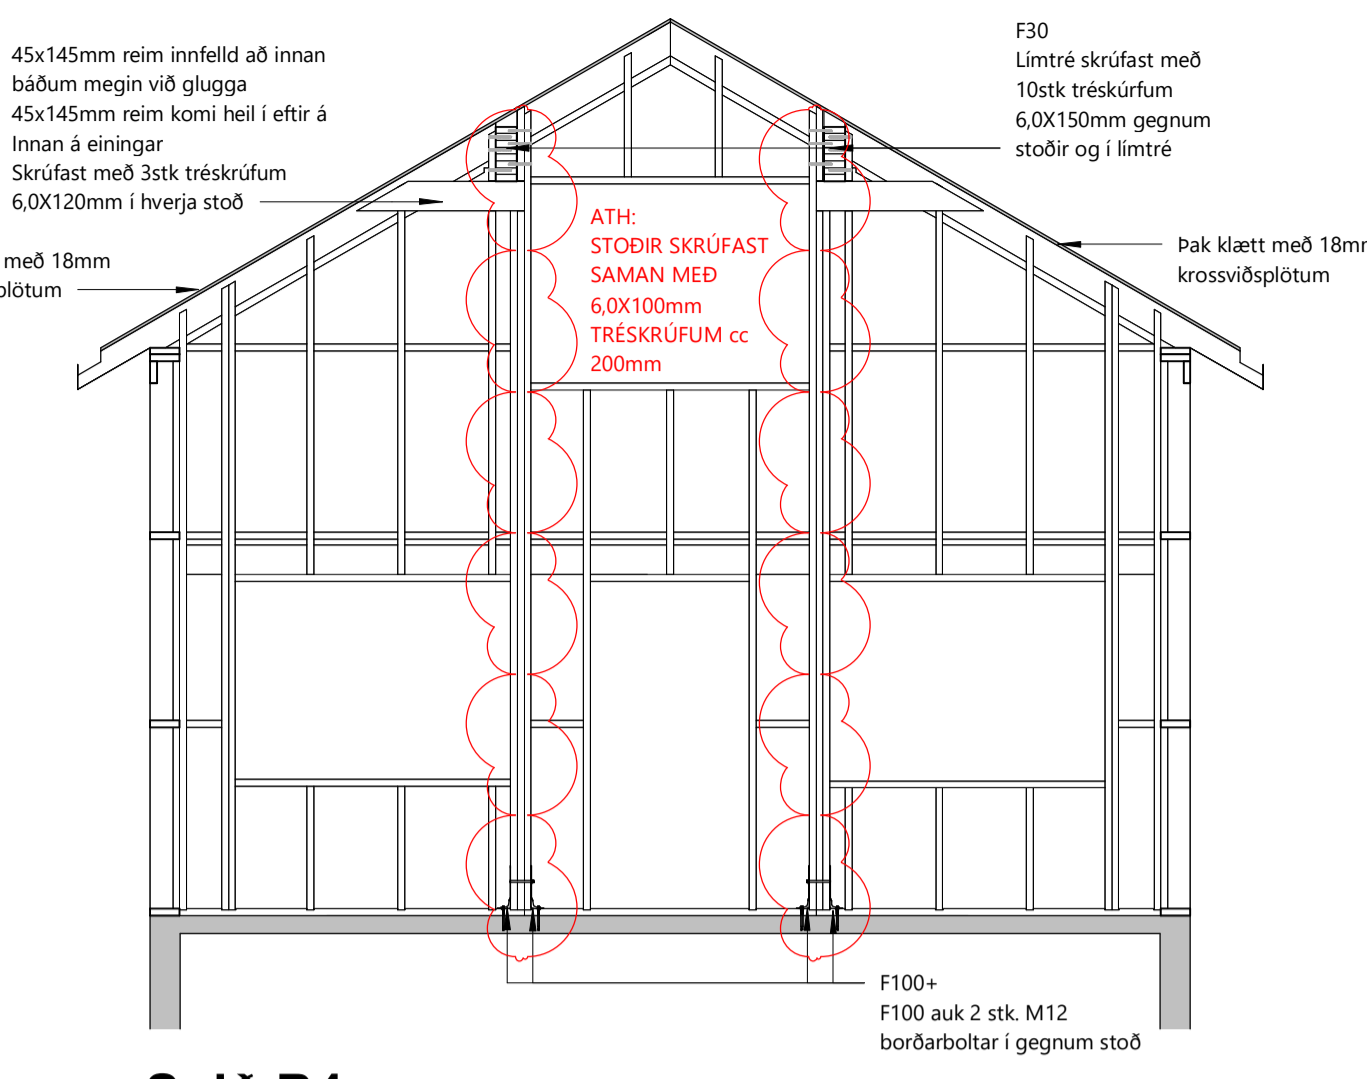 45x145mm reim innfelld að innan
báðum megin við glugga
45x145mm reim komi heil í eftir á
Innan á einingar
Skrúfast með 3stk tréskrúfum
6,0X120mm í hverja stoð
með 18mm
F30
Límtré skrúfast með
10stk tréskúrfum
6,0X150mm gegnum
stoðir og í límtré
ATH:
STOÐIR SKRÚFAST
SAMAN MEÐ
6,0X100mm
TRÉSKRÚFUM cc
200mm
Þak klætt með 18mm
krossviðsplötum
F100+
F100 auk 2 stk. M12
borðarboltar í gegnum stoð